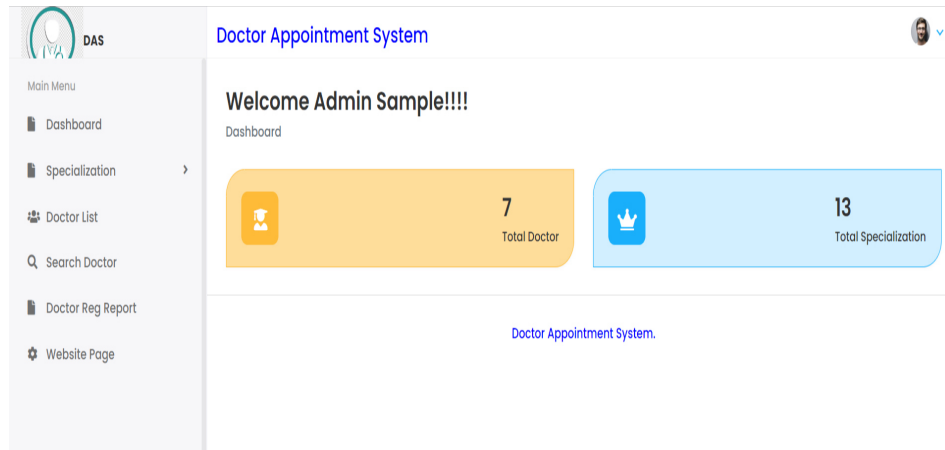 DAS
Doctor Appointment System
Main Menu
Dashboard
Specialization
Doctor List
Search Doctor
Doctor Reg Report
Website Page
Welcome Admin Sample!!!!
Dashboard
7
Total Doctor
13
Total Specialization
Doctor Appointment System.